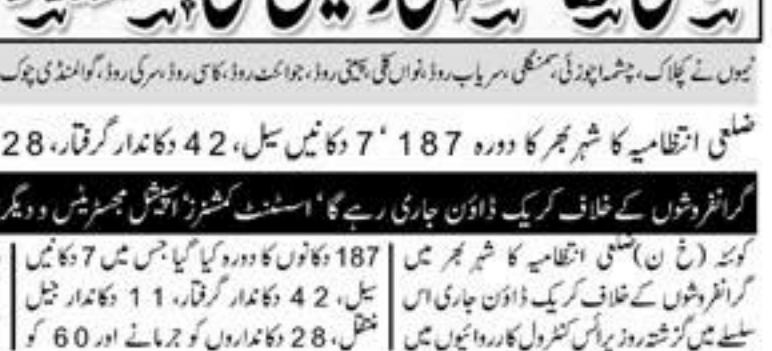 ٹیموں نے کچلاک، چشمہ اچوزئی، سمنگلی، سریاب روڈ، نواں کلی، پشتی روڈ، جوائنٹ روڈ، کاسی روڈ، سرکی روڈ، گوالمنڈی چوک
ضلعی انتظامیہ کا شہر بھر کا دورہ 187 ‘ 7 دکانیں سیل، 42 دکاندار گرفتار، 28
گرانفروشوں کے خلاف کریک ڈاؤن جاری رہے گا ‘ اسسٹنٹ کمشنرز‘ اسپیشل مجسٹریٹس و دیگر
کوئٹہ (خ ن) ضلعی انتظامیہ کا شہر بھر میں
گرانفروشوں کے خلاف کریک ڈاؤن جاری اس
سلسلے میں گزشتہ روز پرائس کنٹرول کارروائیوں میں
187 دکانوں کا دورہ کیا گیا جس میں 7 دکانیں
سیل، 42 دکاندار گرفتار، 11 دکاندار جیل
منتقل، 28 دکانداروں کو جرمانے اور 60 کو